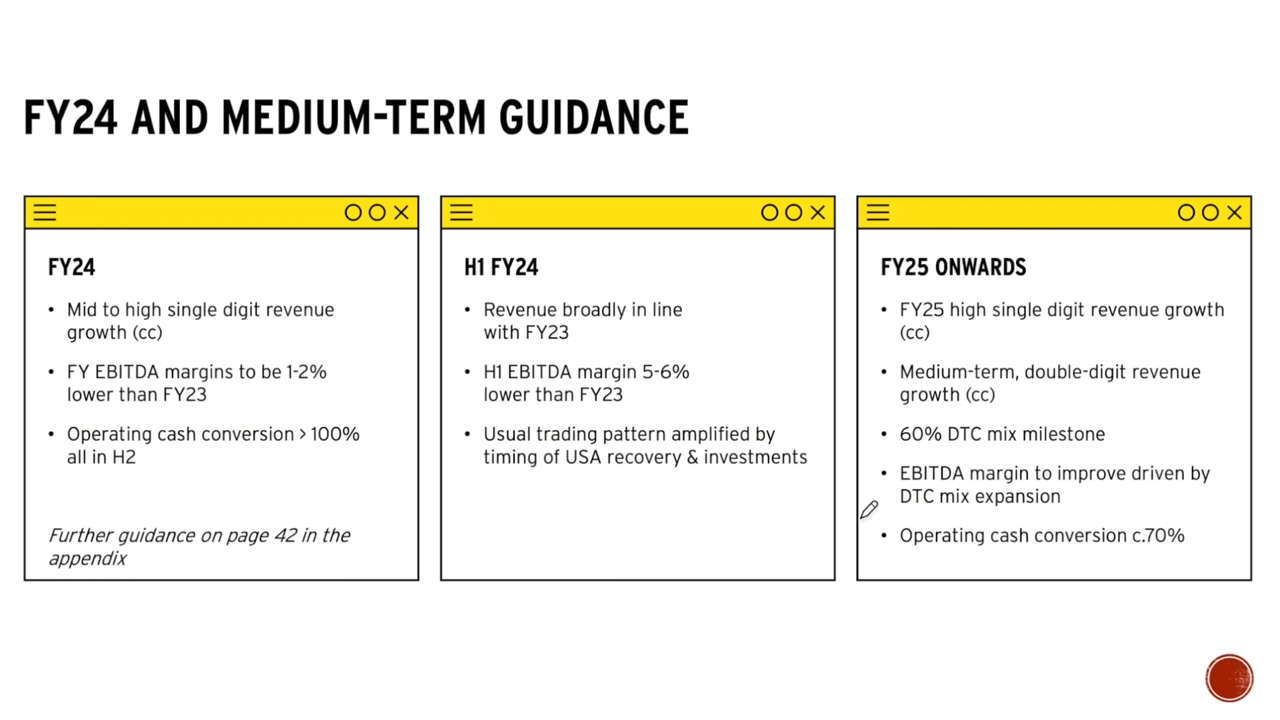 FY24 AND MEDIUM-TERM GUIDANCE
FY24
• Mid to high single digit revenue
growth (cc)
• FY EBITDA margins to be 1-2%
lower than FY23
• Operating cash conversion > 100%
all in H2
Further guidance on page 42 in the
appendix
H1 FY24
• Revenue broadly in line
with FY23
• H1 EBITDA margin 5-6%
lower than FY23
• Usual trading pattern amplified by
timing of USA recovery & investments
FY25 ONWARDS
• FY25 high single digit revenue growth
(cc)
• Medium-term, double-digit revenue
growth (cc)
• 60% DTC mix milestone
• EBITDA margin to improve driven by
DTC mix expansion
• Operating cash conversion c.70%